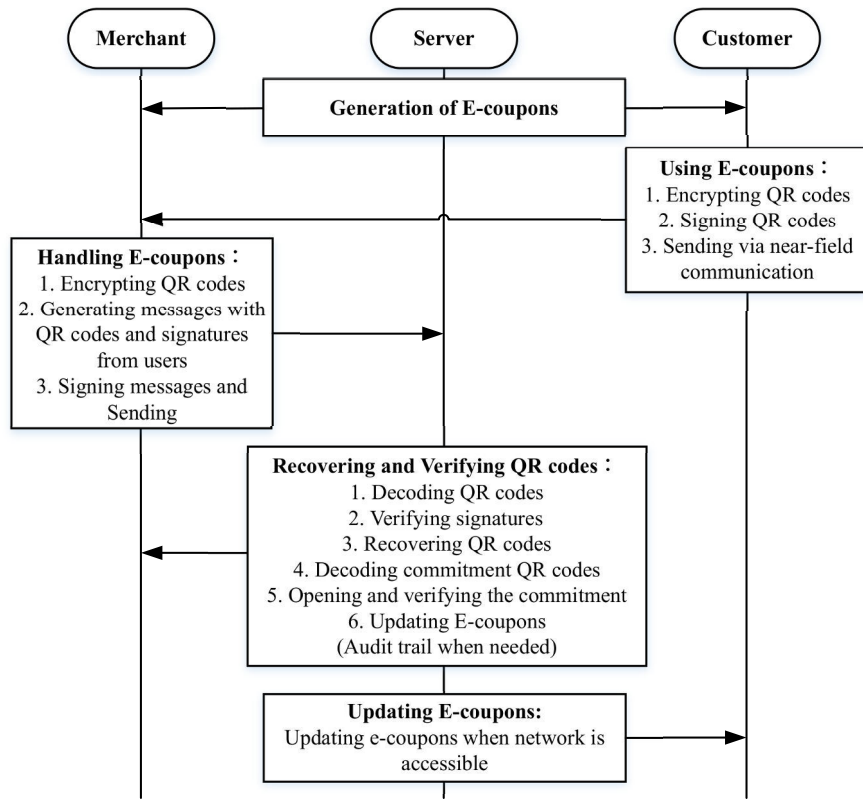 Merchant
Server
Customer
Generation of E-coupons
Using E-coupons：
1. Encrypting QR codes
2. Signing QR codes
3. Sending via near-field
communication
Handling E-coupons：
1. Encrypting QR codes
2. Generating messages with
QR codes and signatures
from users
3. Signing messages and
Sending
Recovering and Verifying QR codes：
1. Decoding QR codes
2. Verifying signatures
3. Recovering QR codes
4. Decoding commitment QR codes
5. Opening and verifying the commitment
6. Updating E-coupons
(Audit trail when needed)
Updating E-coupons:
Updating e-coupons when network is
accessible